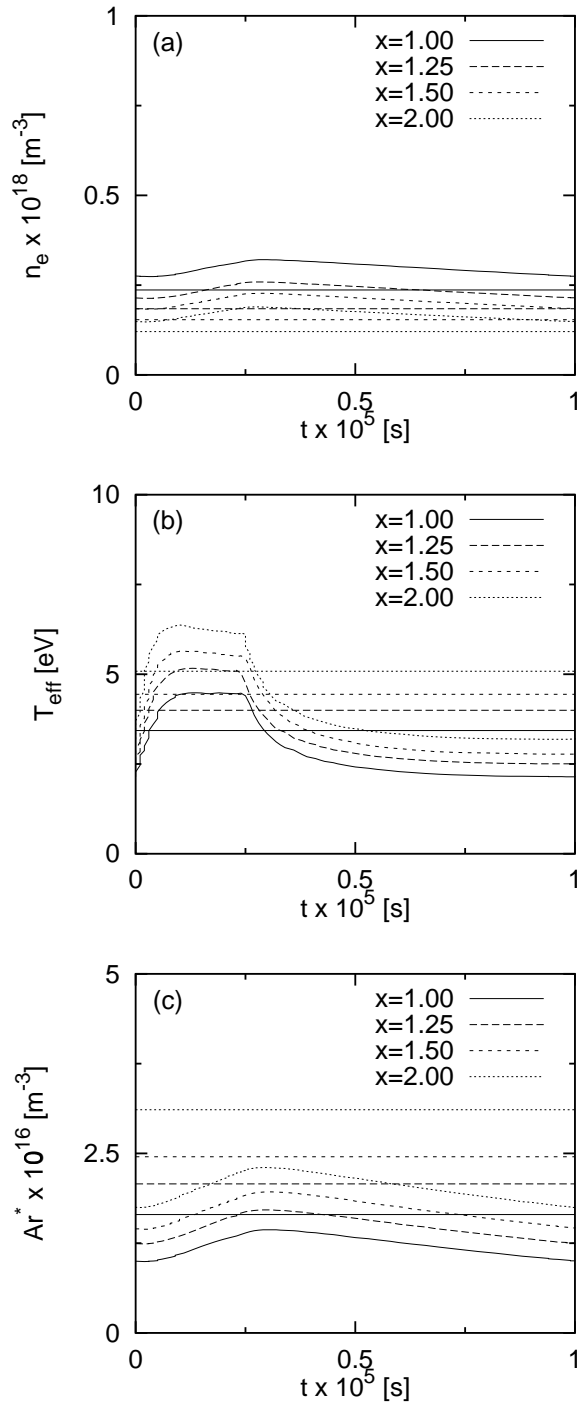 (a)
x=1.00
x=1.25
x=1.50
x=2.00
1
0.5
0
n_e x 10^18 [m^-3]
0 0.5 1
t x 10^5 [s]
(b)
x=1.00
x=1.25
x=1.50
x=2.00
10
5
0
T_eff [eV]
0 0.5 1
t x 10^5 [s]
(c)
x=1.00
x=1.25
x=1.50
x=2.00
5
2.5
0
Ar^* x 10^16 [m^-3]
0 0.5 1
t x 10^5 [s]